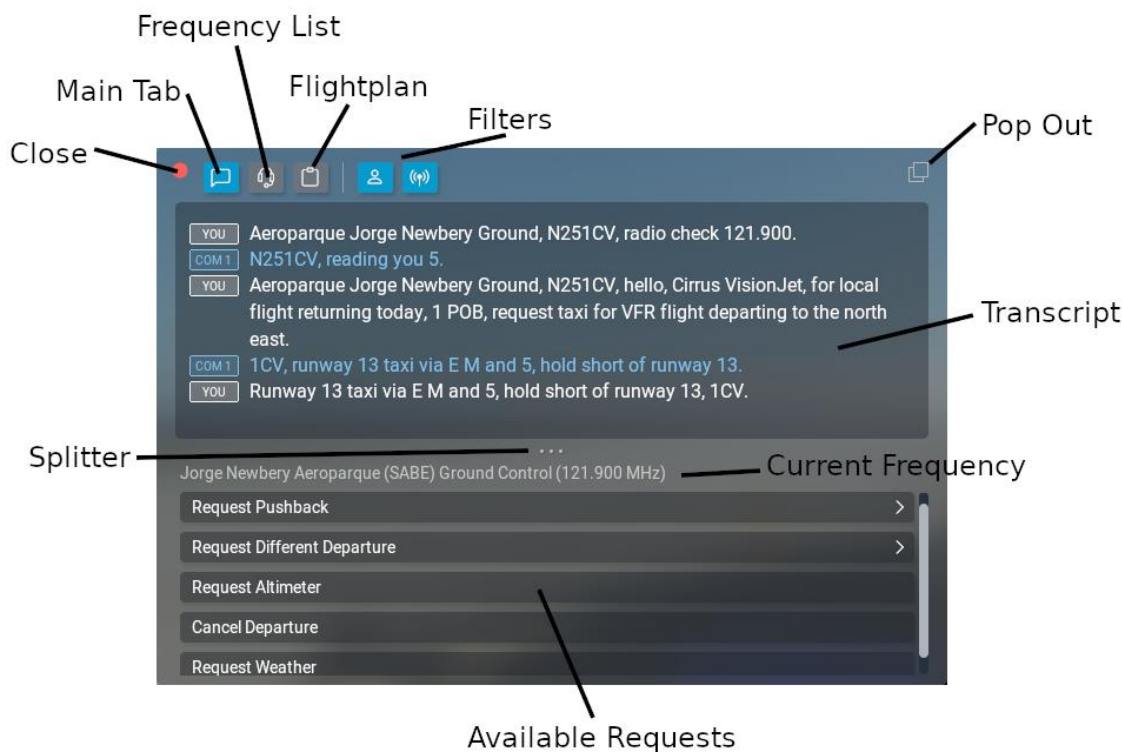 Frequency List
Main Tab
Flightplan
Filters
Close
Pop Out
YOU Aeroparque Jorge Newbery Ground, N251CV, radio check 121.900.
COM 1 N251CV, reading you 5.
YOU Aeroparque Jorge Newbery Ground, N251CV, hello, Cirrus VisionJet, for local
flight returning today, 1 POB, request taxi for VFR flight departing to the north
east.
Transcript
COM 1 1CV, runway 13 taxi via E M and 5, hold short of runway 13.
YOU Runway 13 taxi via E M and 5, hold short of runway 13, 1CV.
Splitter
Jorge Newbery Aeroparque (SABE) Ground Control (121.900 MHz)
Current Frequency
Request Pushback
Request Different Departure
Request Altimeter
Cancel Departure
Request Weather
Available Requests